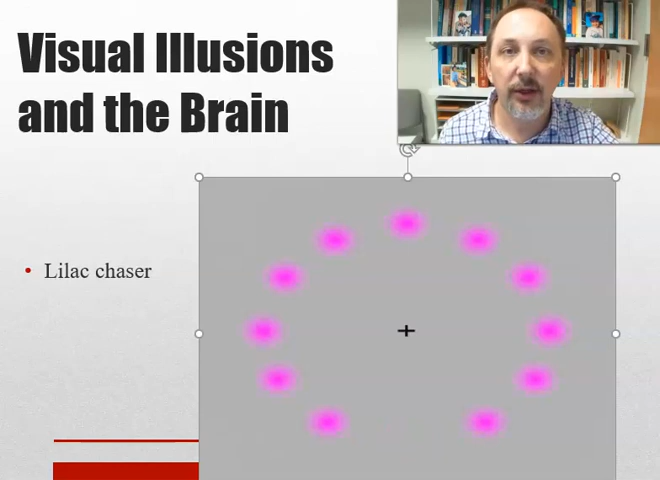 Visual Illusions
and the Brain
• Lilac chaser